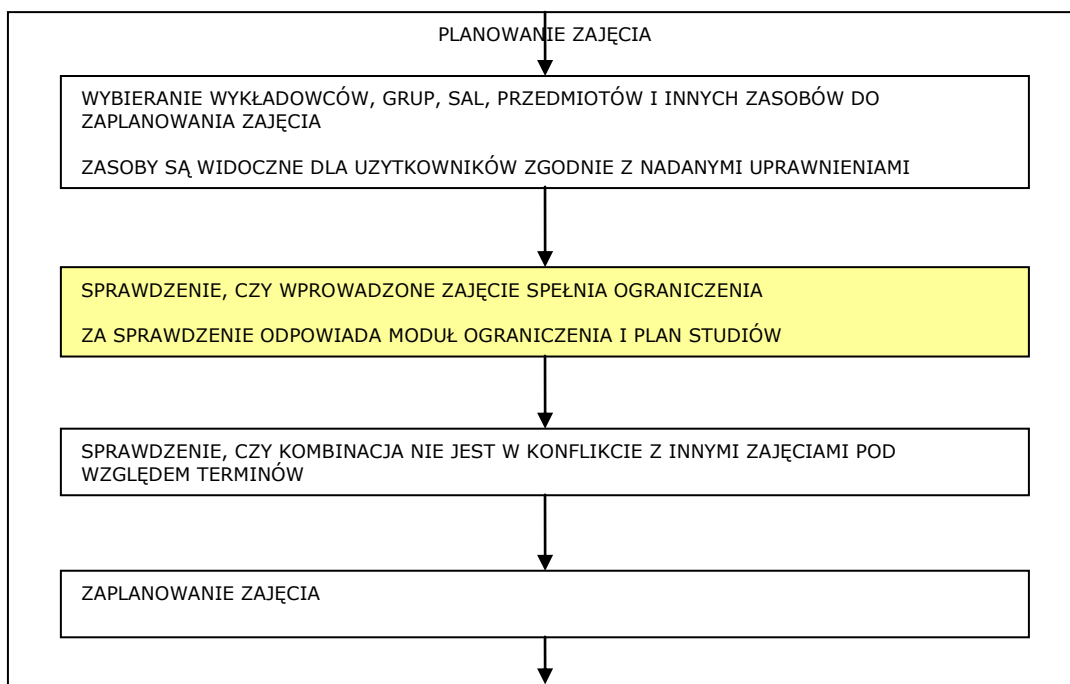 PLANOWANIE ZAJĘCIA
WYBIERANIE WYKŁADOWCÓW, GRUP, SAL, PRZEDMIOTÓW I INNYCH ZASOBÓW DO
ZAPLANOWANIA ZAJĘCIA
ZASOBY SĄ WIDOCZNE DLA UZYTKOWNIKÓW ZGODNIE Z NADANYMI UPRAWNIENIAMI
SPRAWDZENIE, CZY WPROWADZONE ZAJĘCIE SPEŁNIA OGRANICZENIA
ZA SPRAWDZENIE ODPOWIADA MODUŁ OGRANICZENIA I PLAN STUDIÓW
SPRAWDZENIE, CZY KOMBINACJA NIE JEST W KONFLIKCIE Z INNYMI ZAJĘCIAMI POD
WZGLĘDEM TERMINÓW
ZAPLANOWANIE ZAJĘCIA